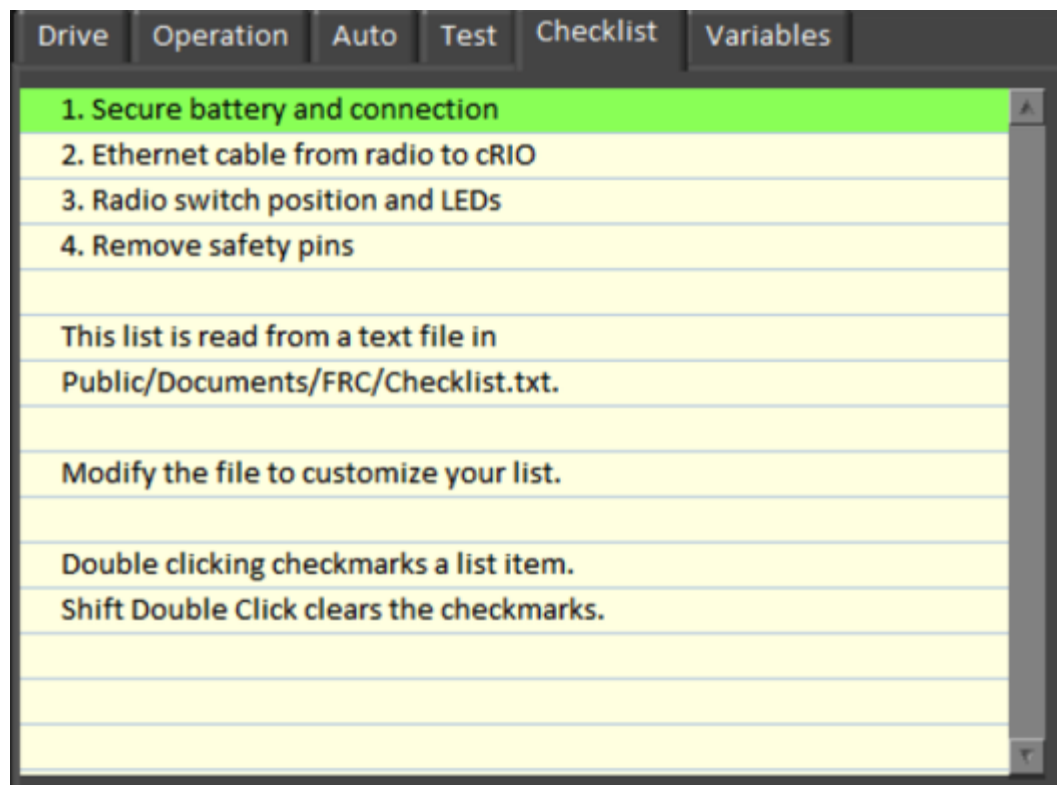 Drive Operation Auto Test Checklist Variables
1. Secure battery and connection
2. Ethernet cable from radio to cRIO
3. Radio switch position and LEDs
4. Remove safety pins
This list is read from a text file in
Public/Documents/FRC/Checklist.txt.
Modify the file to customize your list.
Double clicking checkmarks a list item.
Shift Double Click clears the checkmarks.